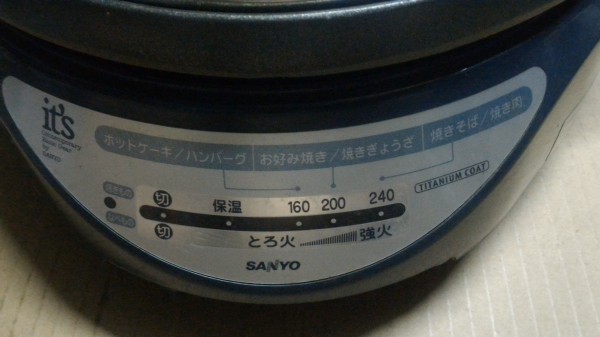 it's
by SANYO
ホットケーキ/ハンバーグ
お好み焼き/焼きぎょうざ
焼きそば/焼き肉
TITANIUM COAT
切 保温 160 200 240
切 とろ火 強火
SANYO